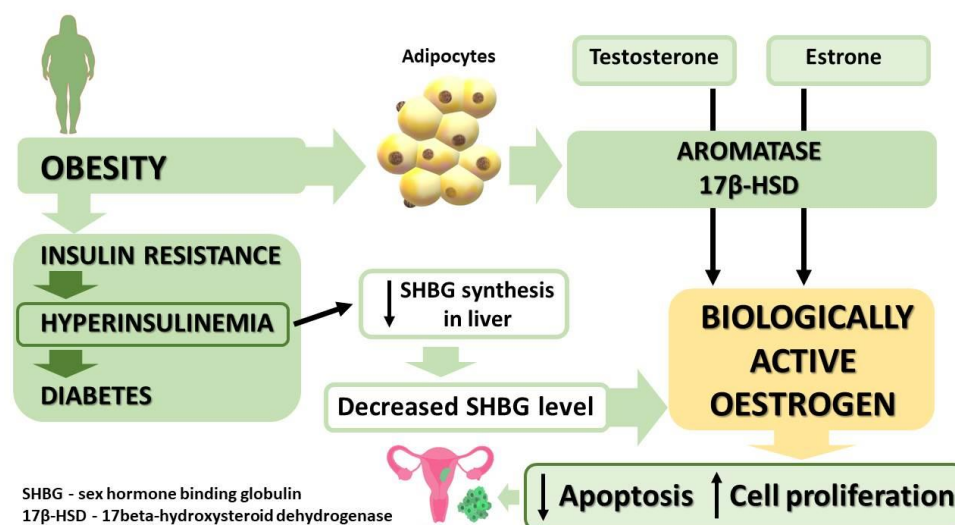 Adipocytes
Testosterone
Estrone
OBESITY
AROMATASE
17β-HSD
INSULIN RESISTANCE
HYPERINSULINEMIA
DIABETES
SHBG synthesis
in liver
Decreased SHBG level
BIOLOGICALLY
ACTIVE
OESTROGEN
Apoptosis
Cell proliferation
SHBG - sex hormone binding globulin
17β-HSD - 17beta-hydroxysteroid dehydrogenase